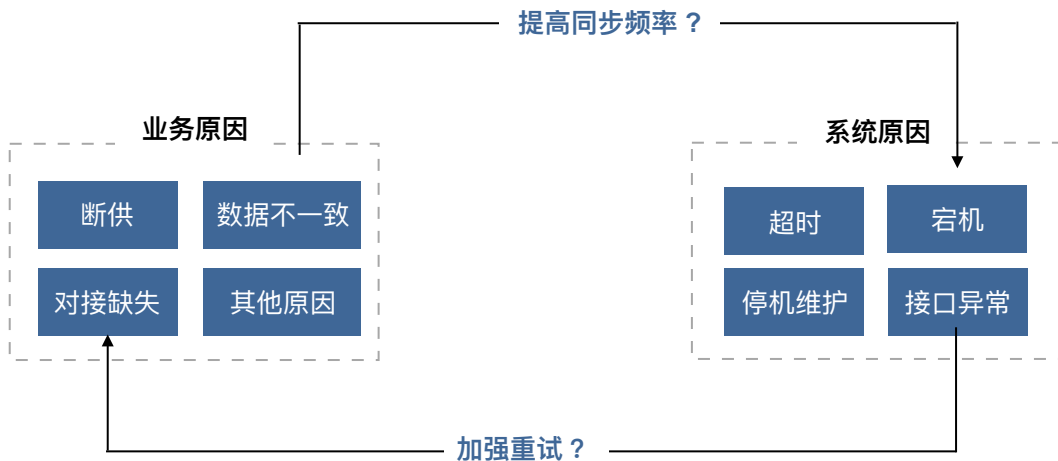 提高同步频率？
业务原因
系统原因
断供
数据不一致
超时
宕机
对接缺失
其他原因
停机维护
接口异常
加强重试？